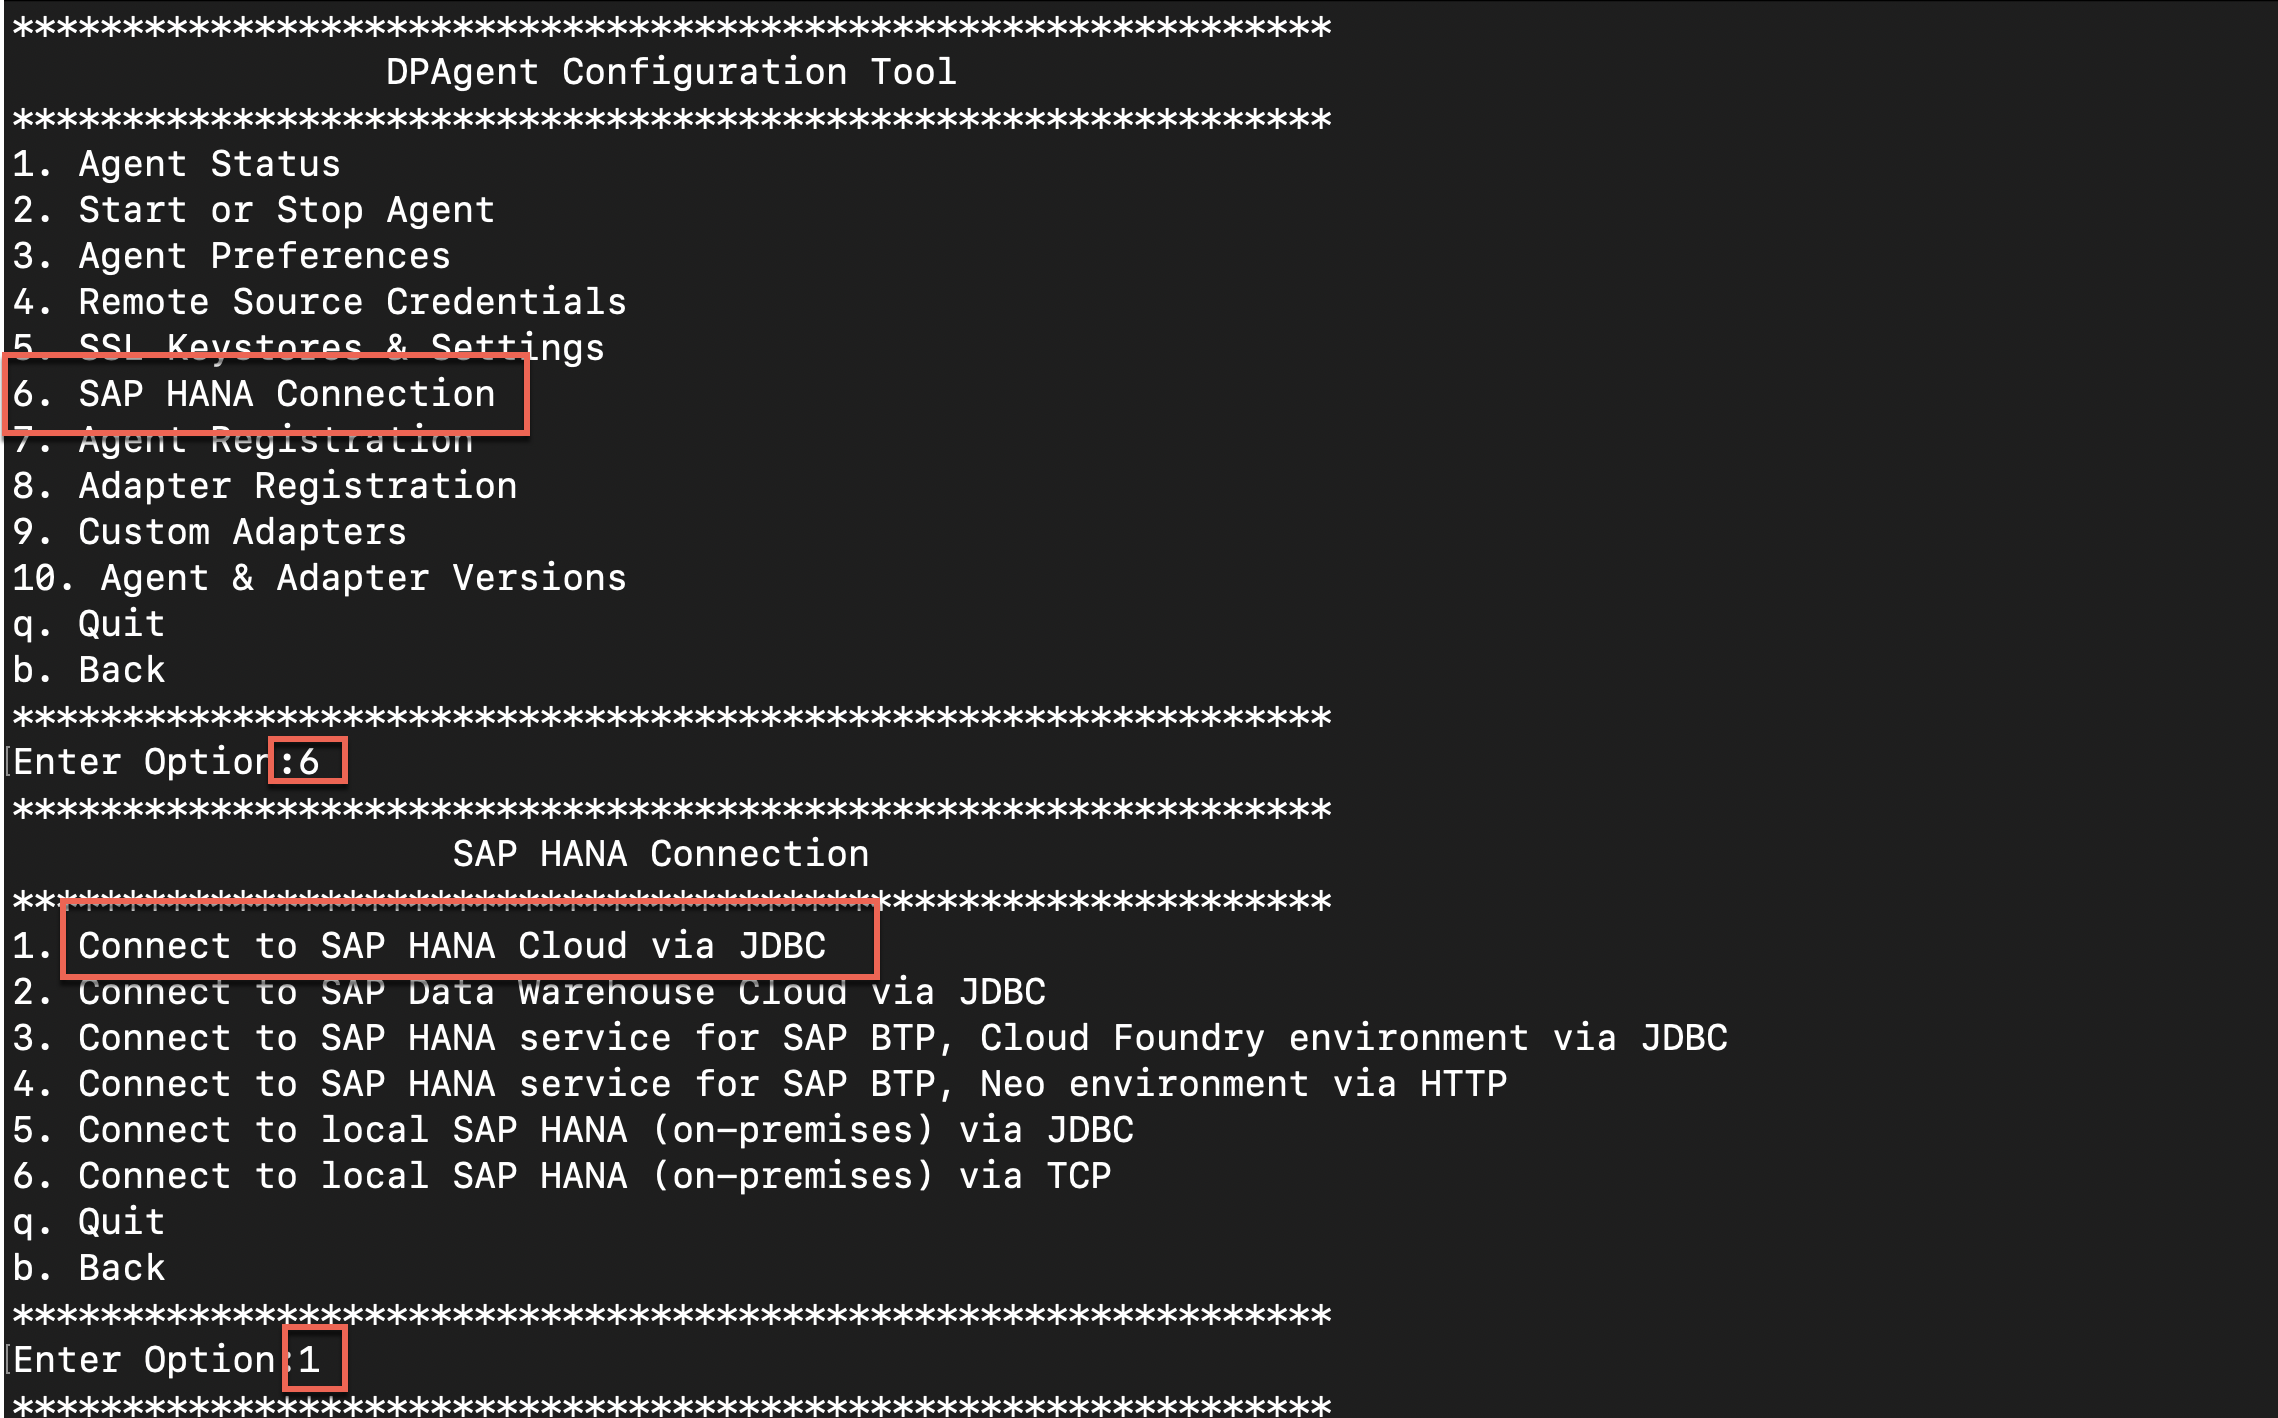 ************************************************************
DPAgent Configuration Tool
************************************************************
1. Agent Status
2. Start or Stop Agent
3. Agent Preferences
4. Remote Source Credentials
5. SSL Keystores & Settings
6. SAP HANA Connection
7. Agent Registration
8. Adapter Registration
9. Custom Adapters
10. Agent & Adapter Versions
q. Quit
b. Back
************************************************************
Enter Option:6
************************************************************
SAP HANA Connection
************************************************************
1. Connect to SAP HANA Cloud via JDBC
2. Connect to SAP Data Warehouse Cloud via JDBC
3. Connect to SAP HANA service for SAP BTP, Cloud Foundry environment via JDBC
4. Connect to SAP HANA service for SAP BTP, Neo environment via HTTP
5. Connect to local SAP HANA (on-premises) via JDBC
6. Connect to local SAP HANA (on-premises) via TCP
q. Quit
b. Back
************************************************************
Enter Option:1
************************************************************